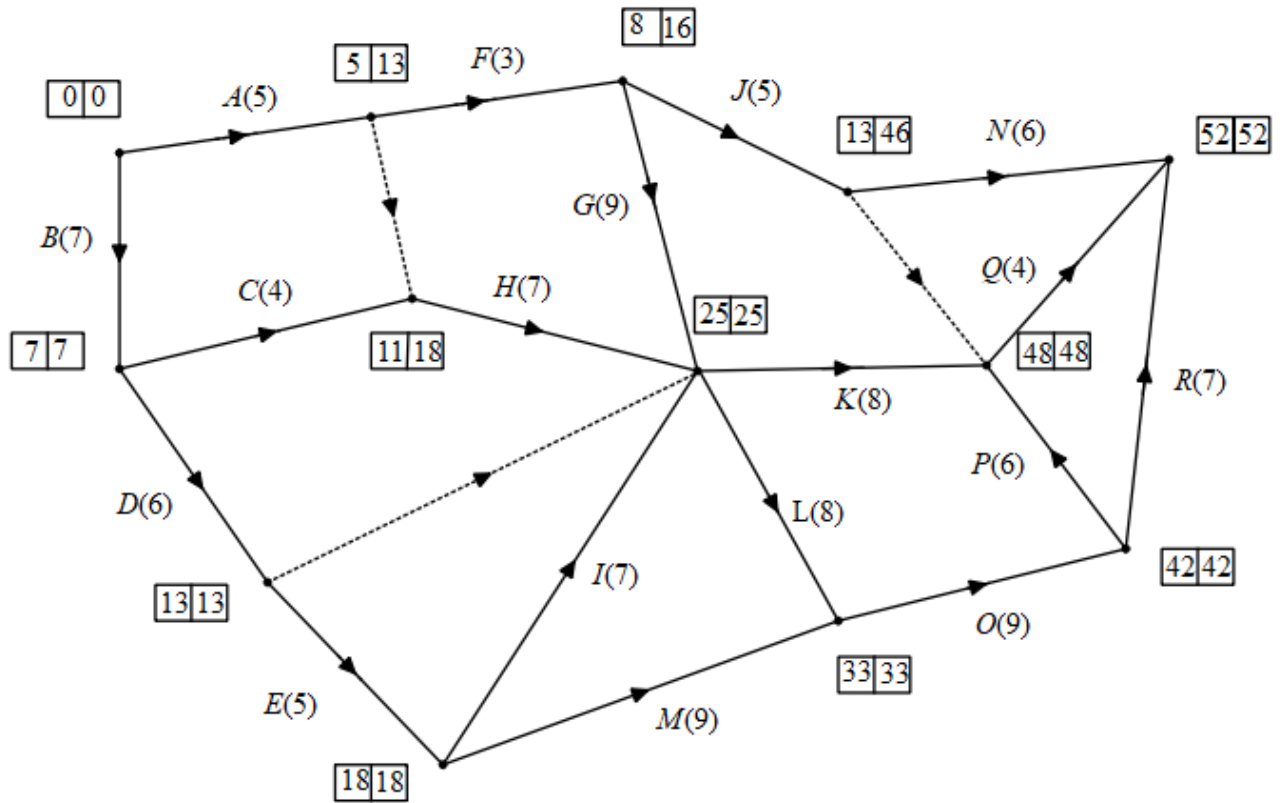 8 16
5 13
F(3)
0 0
A(5)
J(5)
13 46
N(6)
52 52
G(9)
B(7)
C(4)
H(7)
Q(4)
25 25
7 7
11 18
48 48
K(8)
R(7)
P(6)
D(6)
L(8)
I(7)
42 42
13 13
O(9)
E(5)
33 33
M(9)
18 18